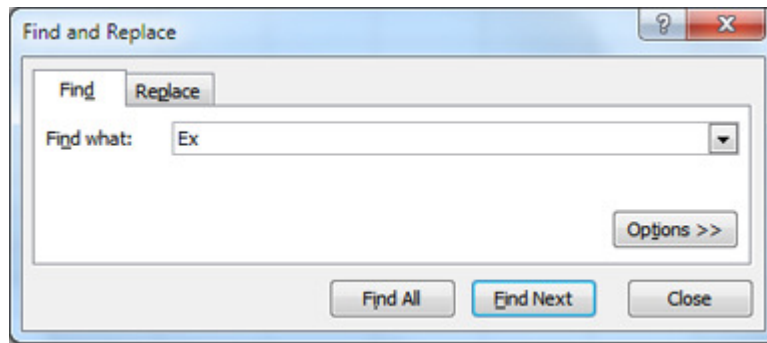 Find and Replace
Find Replace
Find what: Ex
Options >>
Find All Find Next Close